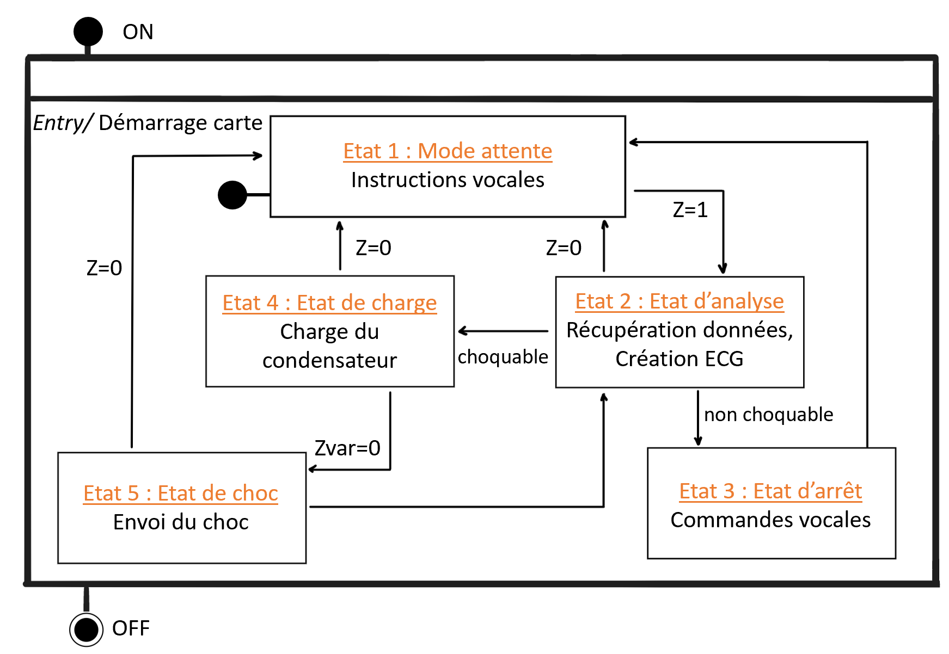 ON
Entry/ Démarrage carte
Etat 1 : Mode attente
Instructions vocales
Z=1
Z=0
Z=0
Z=0
Etat 4 : Etat de charge
Charge du
condensateur
Etat 2 : Etat d'analyse
Récupération données,
Création ECG
choquable
non choquable
Zvar=0
Etat 5 : Etat de choc
Envoi du choc
Etat 3 : Etat d'arrêt
Commandes vocales
OFF